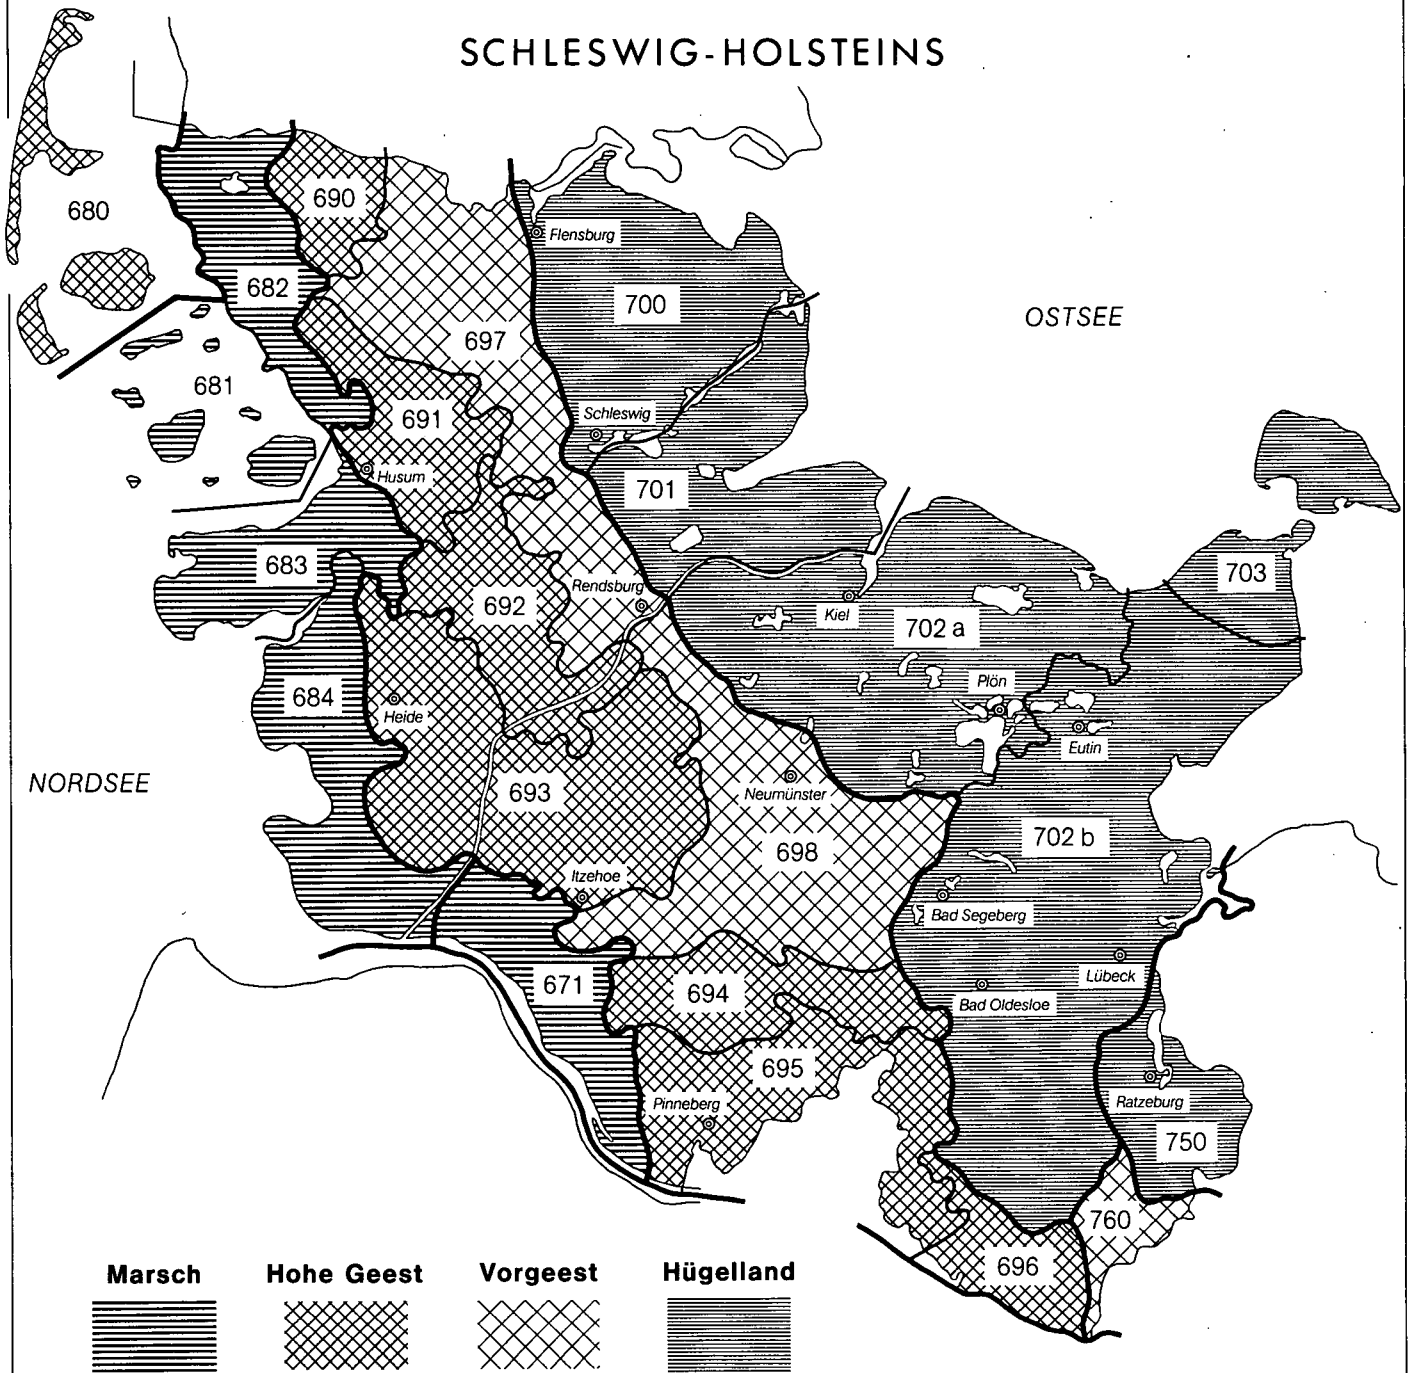 SCHLESWIG-HOLSTEINS
690
680
Flensburg
682
700
OSTSEE
697
681
691
Schleswig
Husum
701
683
703
Rendsburg
692
Kiel
702 a
684
Plön
Heide
Eutin
NORDSEE
693
Neumünster
702 b
698
Itzehoe
Bad Segeberg
Lübeck
671
694
Bad Oldesloe
695
Pinneberg
Ratzeburg
750
760
696
Marsch Hohe Geest Vorgeest Hügelland